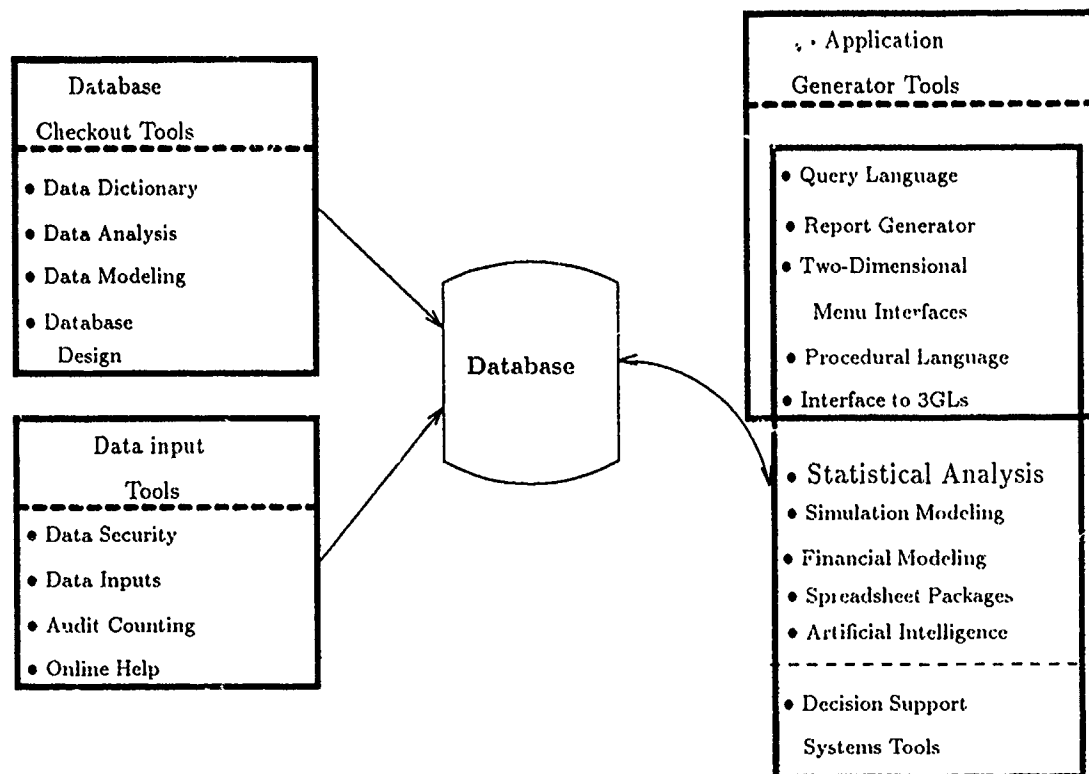 Database
Checkout Tools
• Data Dictionary
• Data Analysis
• Data Modeling
• Database
Design
Data input
Tools
• Data Security
• Data Inputs
• Audit Counting
• Online Help
Database
Application
Generator Tools
• Query Language
• Report Generator
• Two-Dimensional
Menu Interfaces
• Procedural Language
• Interface to 3GLs
• Statistical Analysis
• Simulation Modeling
• Financial Modeling
• Spreadsheet Packages
• Artificial Intelligence
• Decision Support
Systems Tools